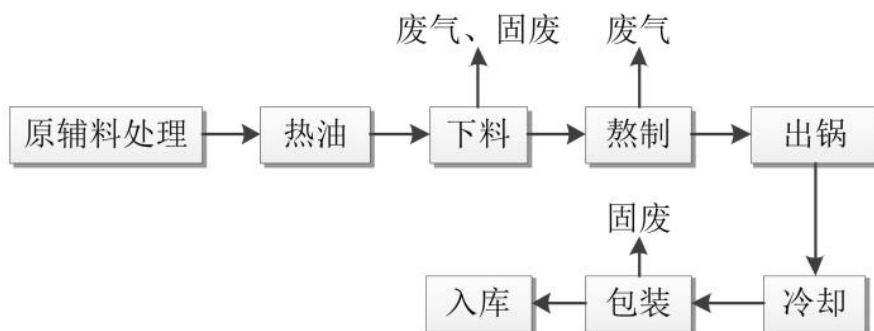 废气、固废
废气
原辅料处理
热油
下料
熬制
出锅
固废
入库
包装
冷却